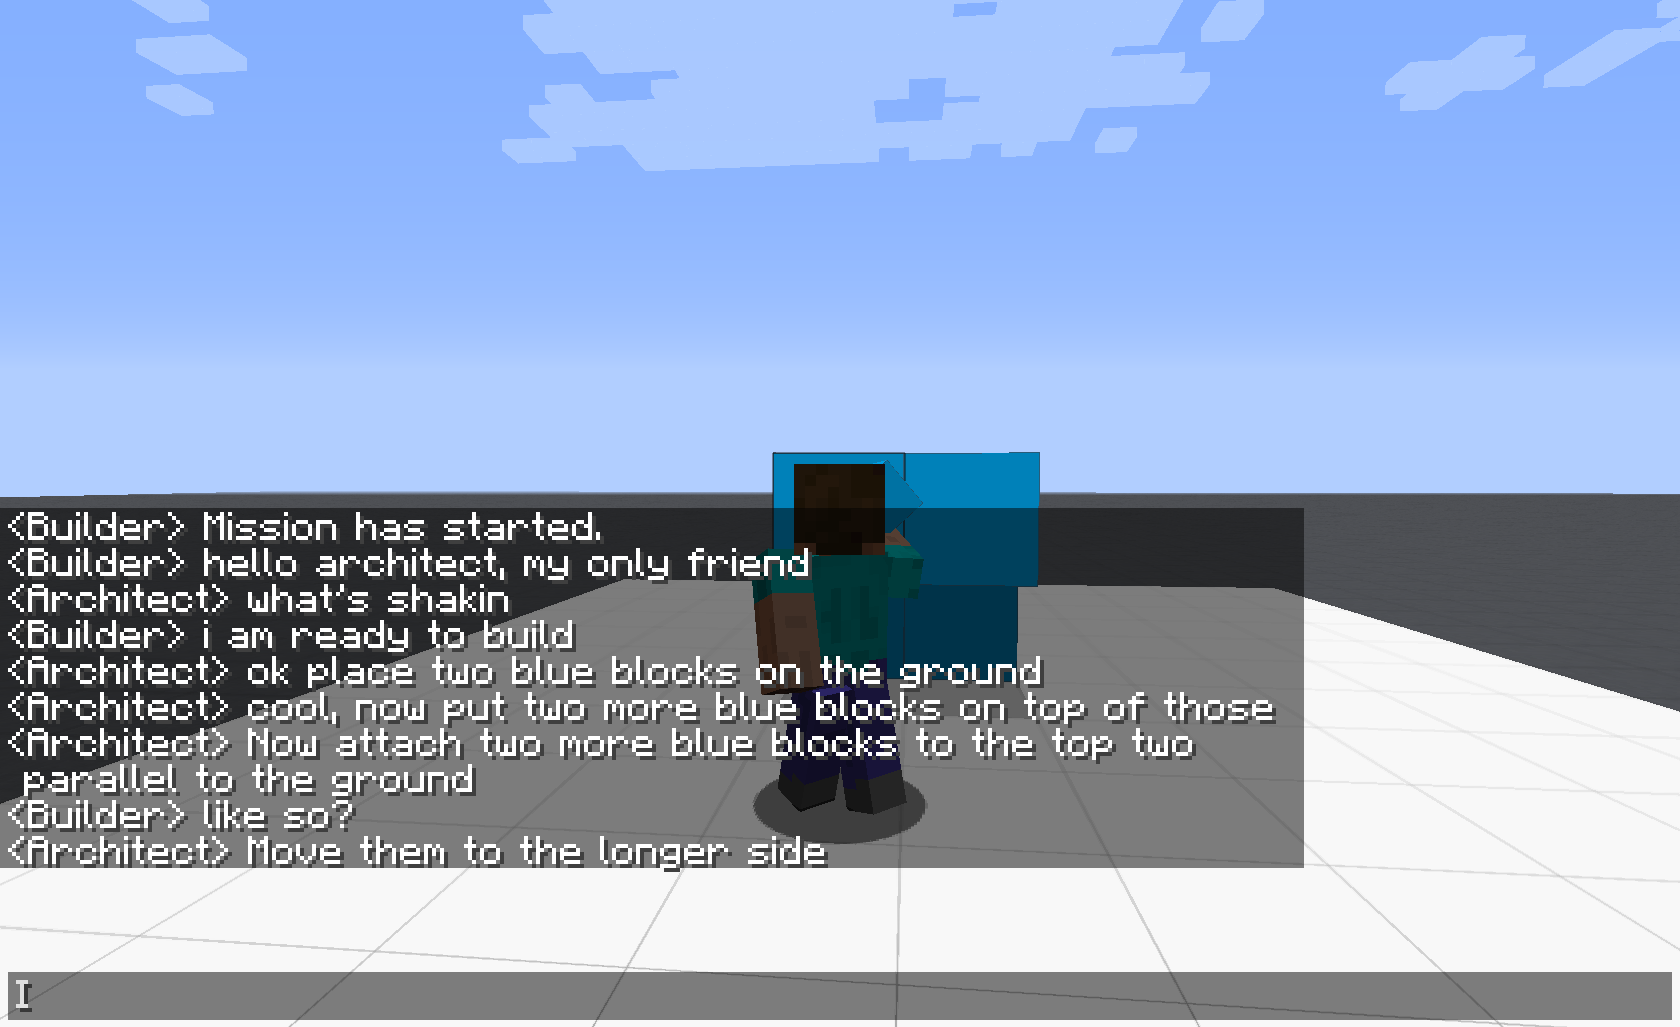 <Builder> Mission has started.
<Builder> hello architect, my only friend
<Architect> what's shakin
<Builder> i am ready to build
<Architect> ok place two blue blocks on the ground
<Architect> cool, now put two more blue blocks on top of those
<Architect> Now attach two more blue blocks to the top two
parallel to the ground
<Builder> like so?
<Architect> Move them to the longer side